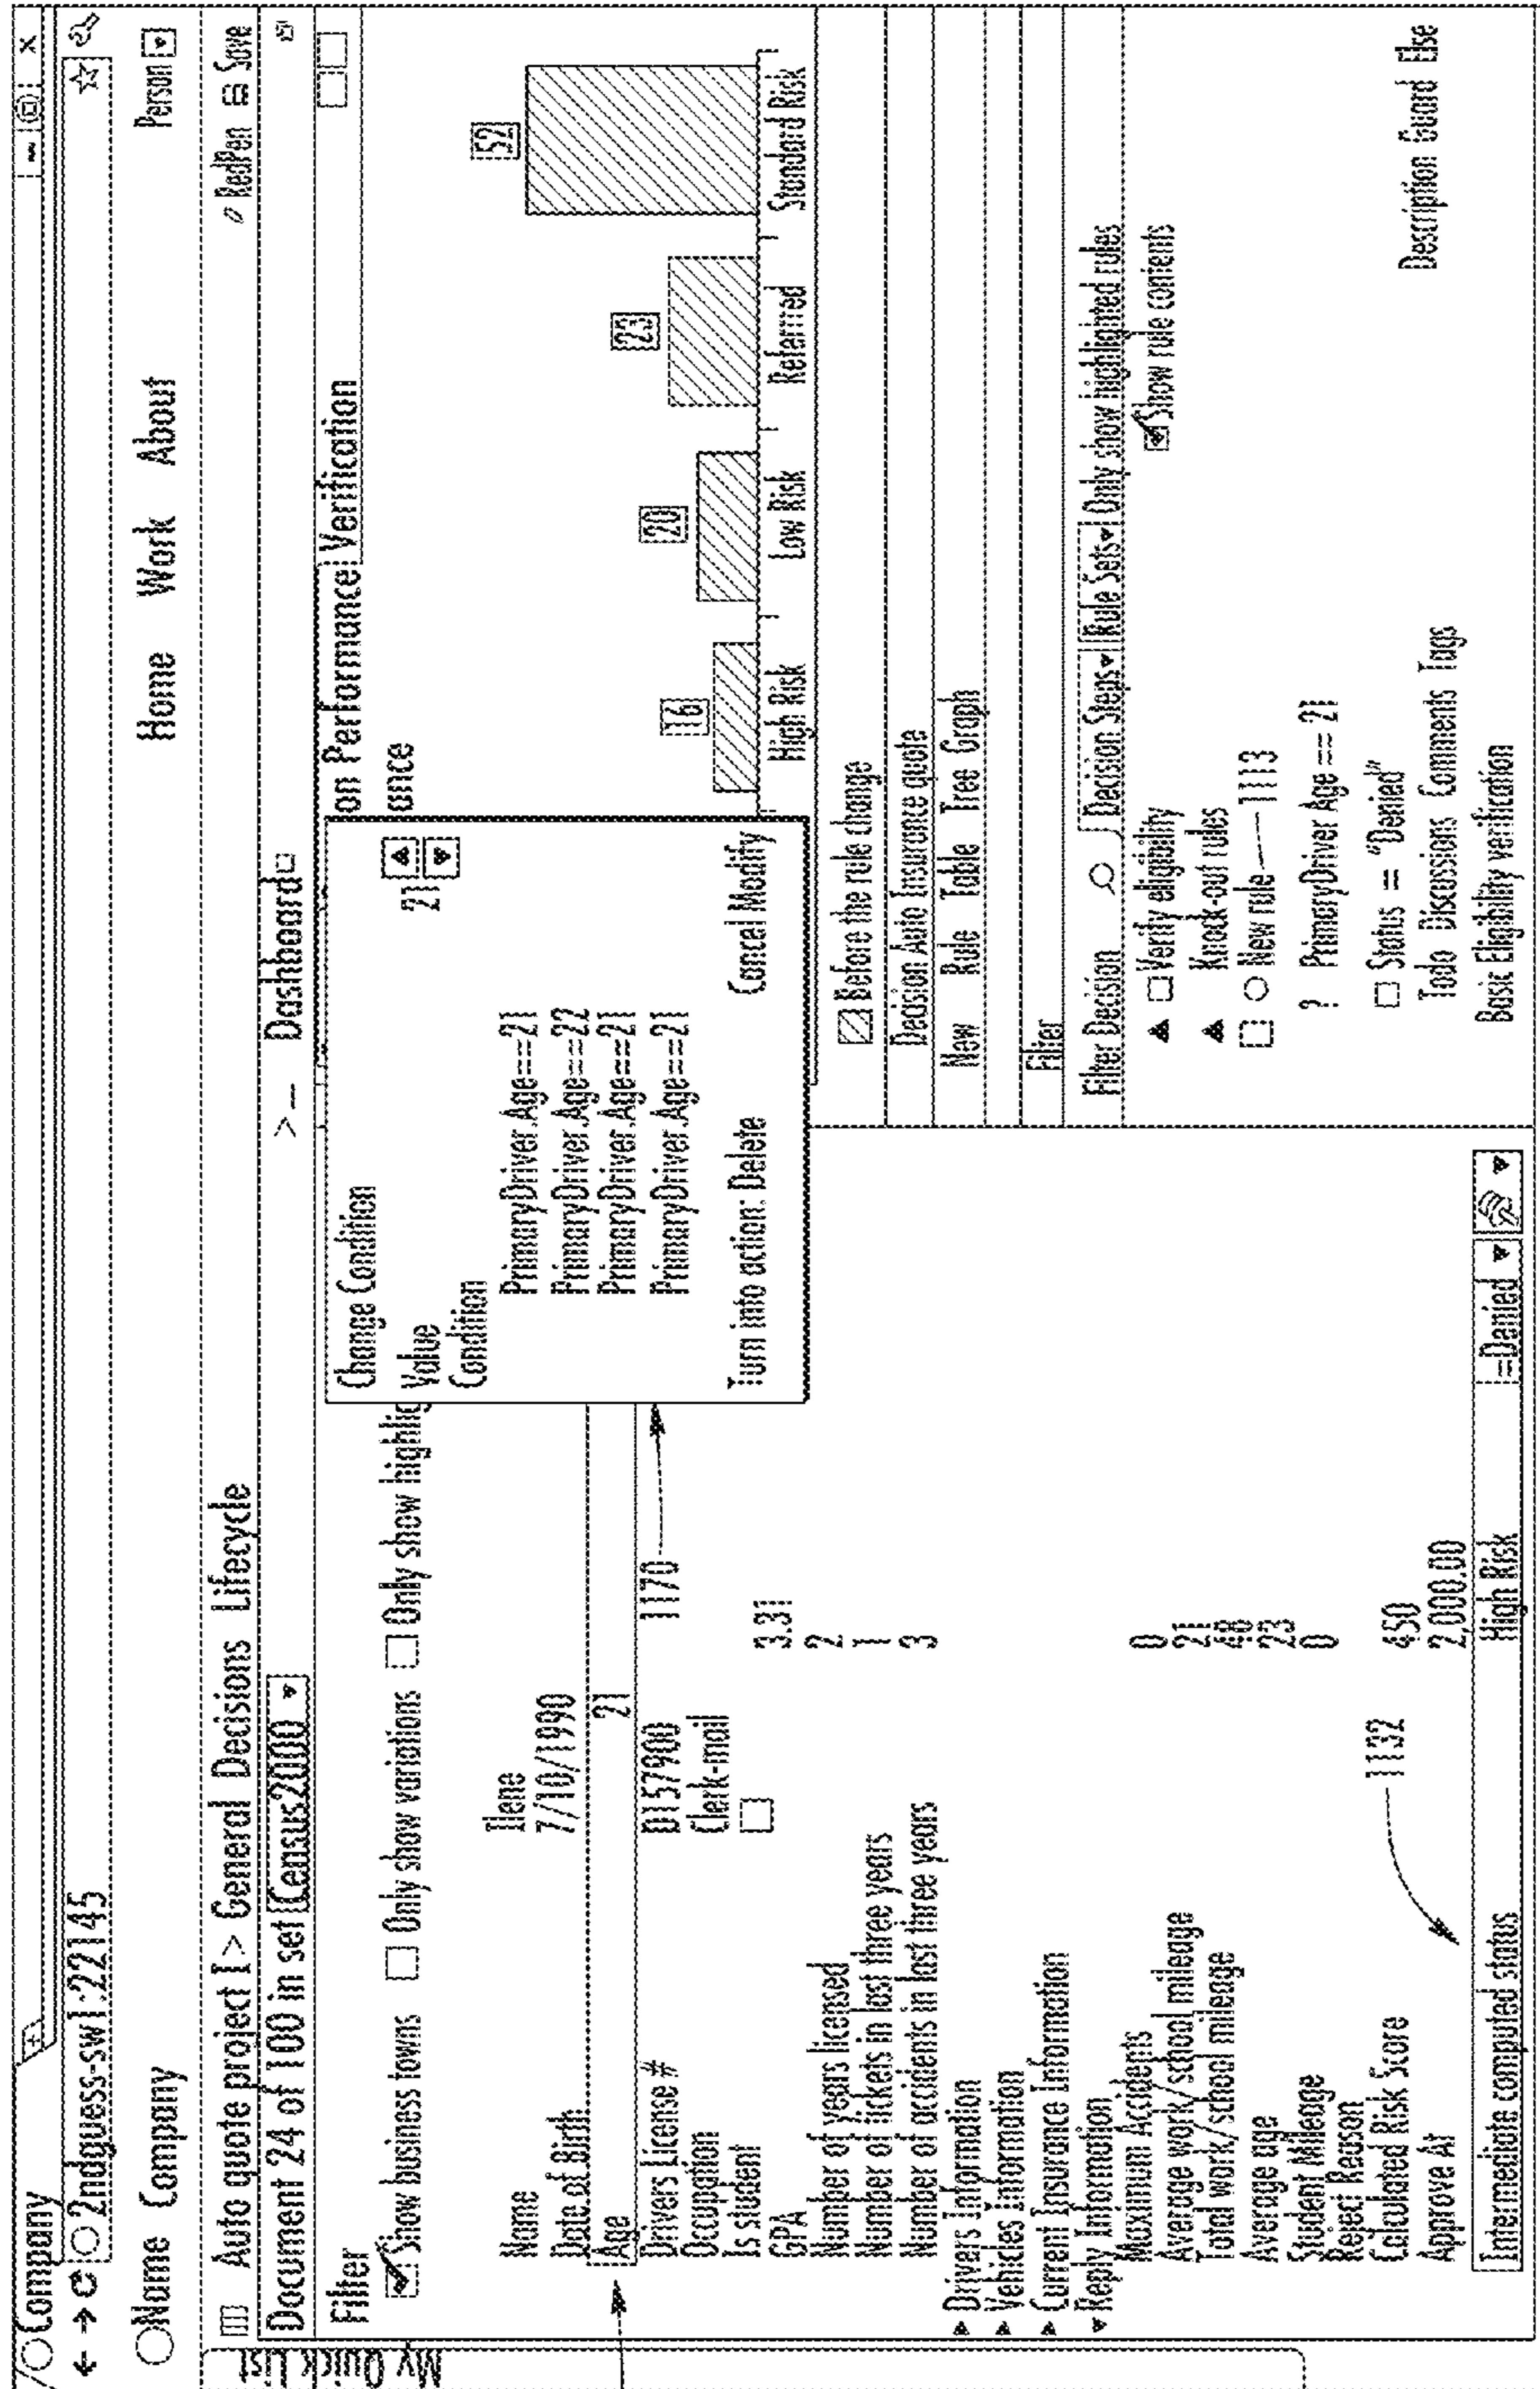 Company
2ndguess-sw1:22145
Name Company Home Work About Person
Auto quote project I > General Decisions Lifecycle RedPen Save
Document 24 of 100 in set Census2000 > — Dashboard
My Quick List
Filter
Show business towns Only show variations Only show highlig
Name Ilene
Date of Birth 7/10/1990
Age 21
Drivers License # D157900
1170
Occupation Clerk-mail
Is student
GPA 3.31
Number of years licensed 2
Number of tickets in last three years 1
Number of accidents in last three years 3
Drivers Information
Vehicles Information
Current Insurance Information
Reply Information
Maximum Accidents 0
Average work/school mileage 21
Total work/school mileage 48
Average age 23
Student Mileage 0
Reject Reason
Calculated Risk Score 450
Approve At 2,000.00
1132
Intermediate computed status High Risk =Danied
Change Condition
Value 21
Condition
PrimaryDriver.Age==21
PrimaryDriver.Age==22
PrimaryDriver.Age==21
PrimaryDriver.Age==21
Turn into action: Delete Cancel Modify
on Performance Verification
ance
16 20 23 52
High Risk Low Risk Referred Standard Risk
Before the rule change
Decision Auto Insurance quote
New Rule Table Tree Graph
Filter
Filter Decision Decision Steps Rule Sets Only show highlighted rules
Verify eligibility Show rule contents
Knock-out rules
New rule 1113
? PrimaryDriver Age == 21
Status = "Denied"
Todo Discossions Comments Tags Description Guard Else
Basic Eligibility verification